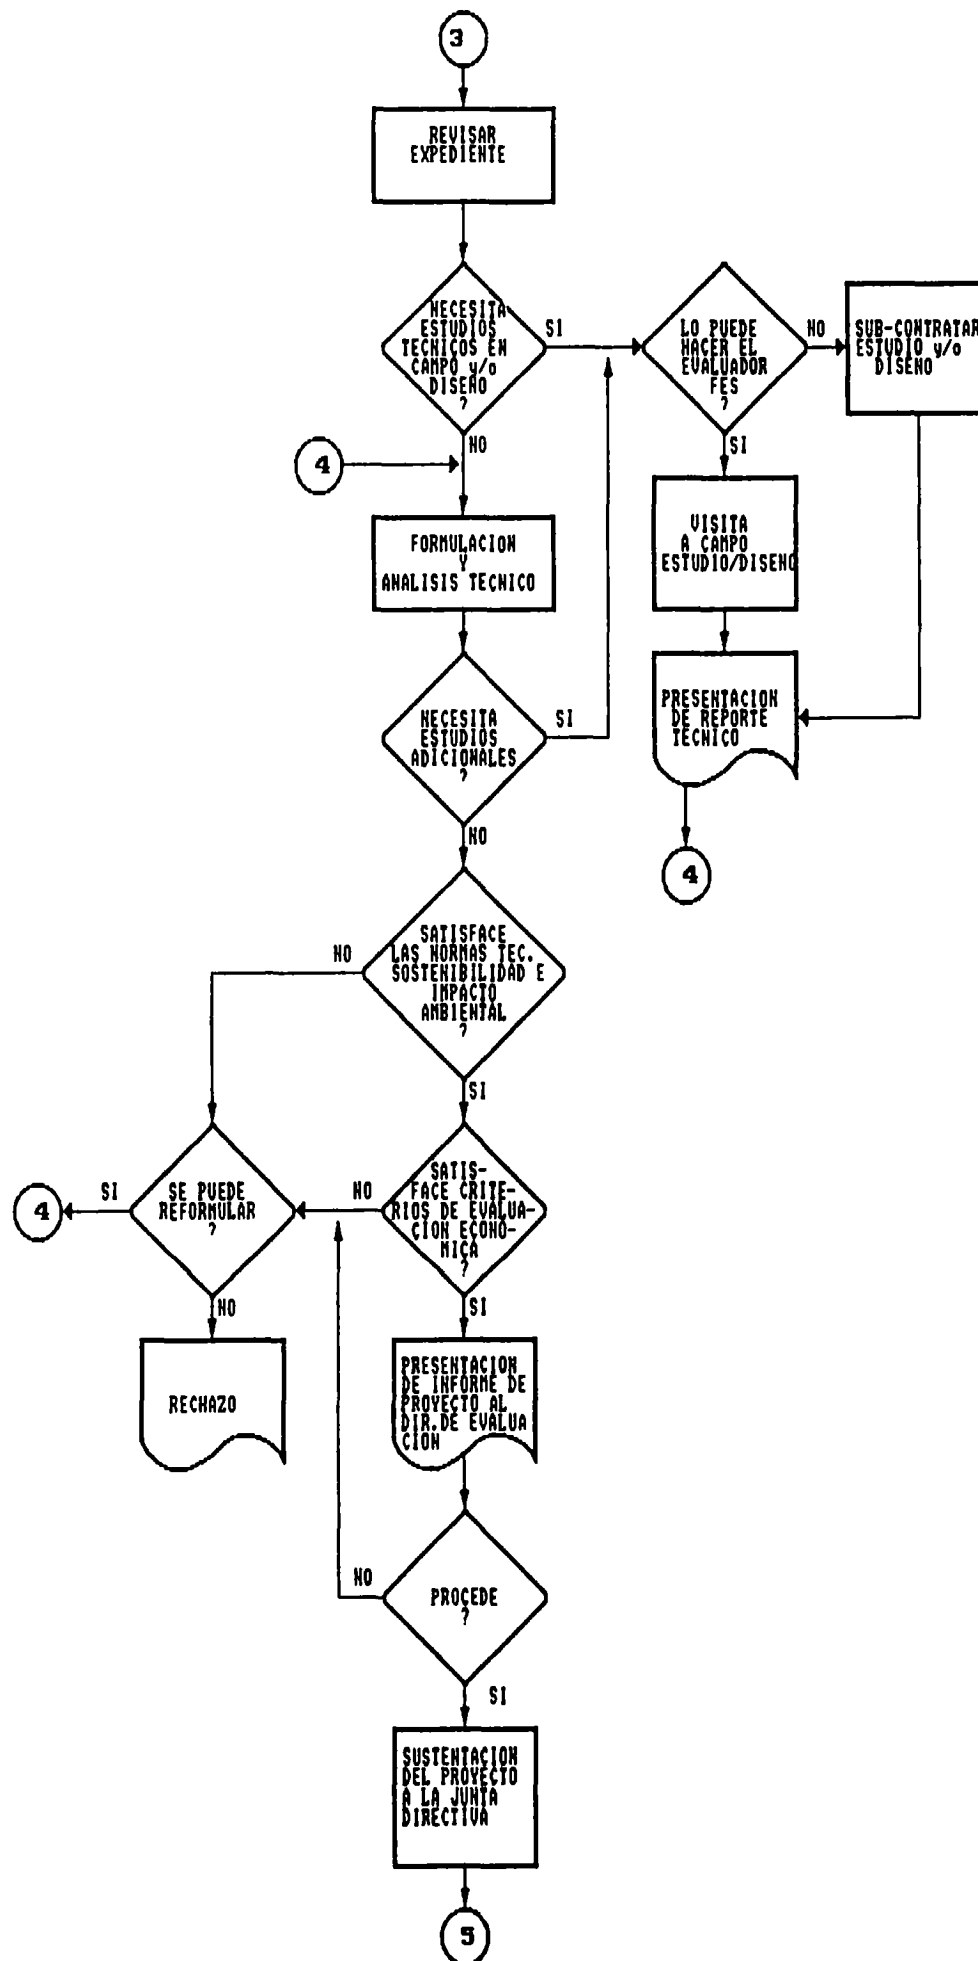 3
REVISAR
EXPEDIENTE
NECESITA
ESTUDIOS
TECNICOS EN
CAMPO y/o
DISENO
?
SI
LO PUEDE
HACER EL
EVALUADOR
FES
?
NO
SUB-CONTRATAR
ESTUDIO y/o
DISENO
NO
SI
4
VISITA
A CAMPO
ESTUDIO/DISENO
FORMULACION
Y
ANALISIS TECNICO
PRESENTACION
DE REPORTE
TECNICO
NECESITA
ESTUDIOS
ADICIONALES
?
SI
NO
4
SATISFACE
LAS NORMAS TEC.
SOSTENIBILIDAD E
IMPACTO
AMBIENTAL
?
NO
SI
SATIS-
FACE CRITE-
RIOS DE EVALUA-
CION ECONO-
MICA
?
NO
SE PUEDE
REFORMULAR
?
SI
4
NO
SI
RECHAZO
PRESENTACION
DE INFORME DE
PROYECTO AL
DIR.DE EVALUA
CION
NO
PROCEDE
?
SI
SUSTENTACION
DEL PROYECTO
A LA JUNTA
DIRECTIVA
5